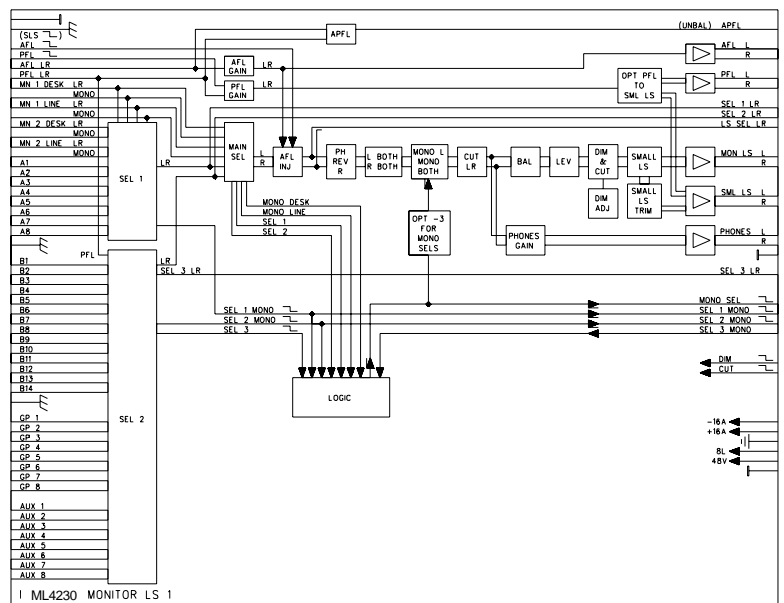 (SLS )
AFL
PFL
AFL LR
PFL LR
MN 1 DESK LR
MONO
MN 1 LINE LR
MONO
MN 2 DESK LR
MONO
MN 2 LINE LR
MONO
A1
A2
A3
A4
A5
A6
A7
A8
B1
B2
B3
B4
B5
B6
B7
B8
B9
B10
B11
B12
B13
B14
GP 1
GP 2
GP 3
GP 4
GP 5
GP 6
GP 7
GP 8
AUX 1
AUX 2
AUX 3
AUX 4
AUX 5
AUX 6
AUX 7
AUX 8
SEL 1
LR
PFL
SEL 2
LR
SEL 3 LR
APFL
AFL
GAIN
LR
PFL
GAIN
LR
MAIN
SEL
L
R
AFL
INJ
PH
REV
R
L BOTH
R BOTH
MONO L
MONO
BOTH
CUT
LR
BAL
LEV
DIM
&
CUT
DIM
ADJ
SMALL
LS
SMALL
LS
TRIM
OPT PFL
TO
SML LS
OPT -3
FOR
MONO
SELS
PHONES
GAIN
MONO DESK
MONO LINE
SEL 1
SEL 2
SEL 1 MONO
SEL 2 MONO
SEL 3
LOGIC
(UNBAL) APFL
AFL L
R
PFL L
R
SEL 1 LR
SEL 2 LR
LS SEL LR
MON LS L
R
SML LS L
R
PHONES L
R
SEL 3 LR
MONO SEL
SEL 1 MONO
SEL 2 MONO
SEL 3 MONO
DIM
CUT
-16A
+16A
8L
48V
ML4230 MONITOR LS 1